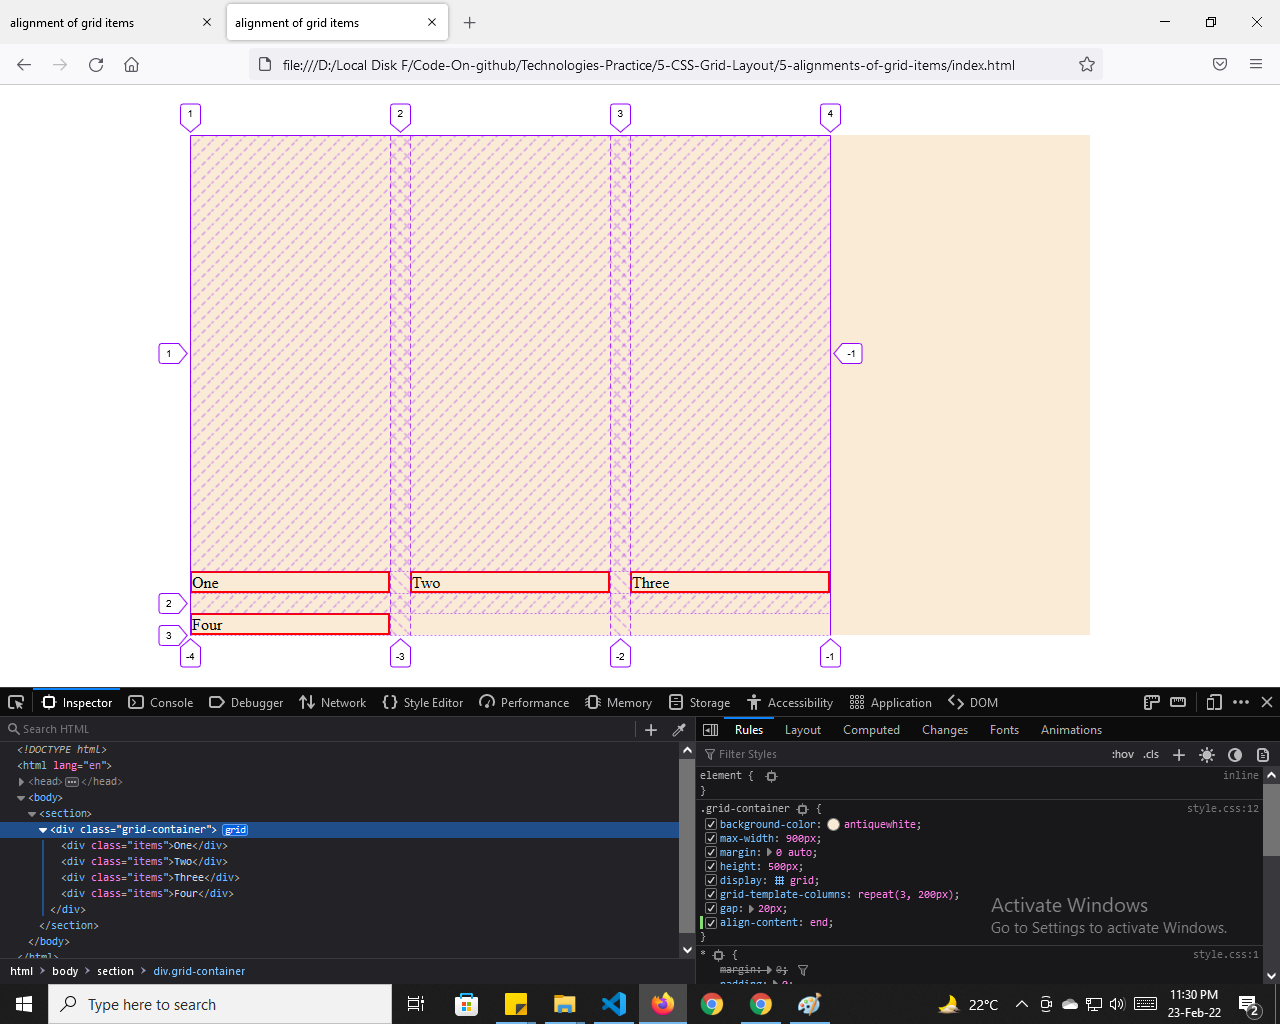 alignment of grid items
alignment of grid items
file:///D:/Local Disk F/Code-On-github/Technologies-Practice/5-CSS-Grid-Layout/5-alignments-of-grid-items/index.html
1 2 3 4
1 -1
One Two Three
2
Four
3
-4 -3 -2 -1
Inspector Console Debugger Network Style Editor Performance Memory Storage Accessibility Application DOM
Search HTML
Rules Layout Computed Changes Fonts Animations
Filter Styles :hov .cls
<!DOCTYPE html>
<html lang="en">
<head></head>
<body>
<section>
<div class="grid-container"> grid
<div class="items">One</div>
<div class="items">Two</div>
<div class="items">Three</div>
<div class="items">Four</div>
</div>
</section>
</body>
</html>
html body section div.grid-container
element { inline
}
.grid-container { style.css:12
background-color: antiquewhite;
max-width: 900px;
margin: 0 auto;
height: 500px;
display: grid;
grid-template-columns: repeat(3, 200px);
gap: 20px;
align-content: end;
}
* { style.css:1
margin: 0;
padding: 0;
Activate Windows
Go to Settings to activate Windows.
Type here to search
22°C
11:30 PM
23-Feb-22
2